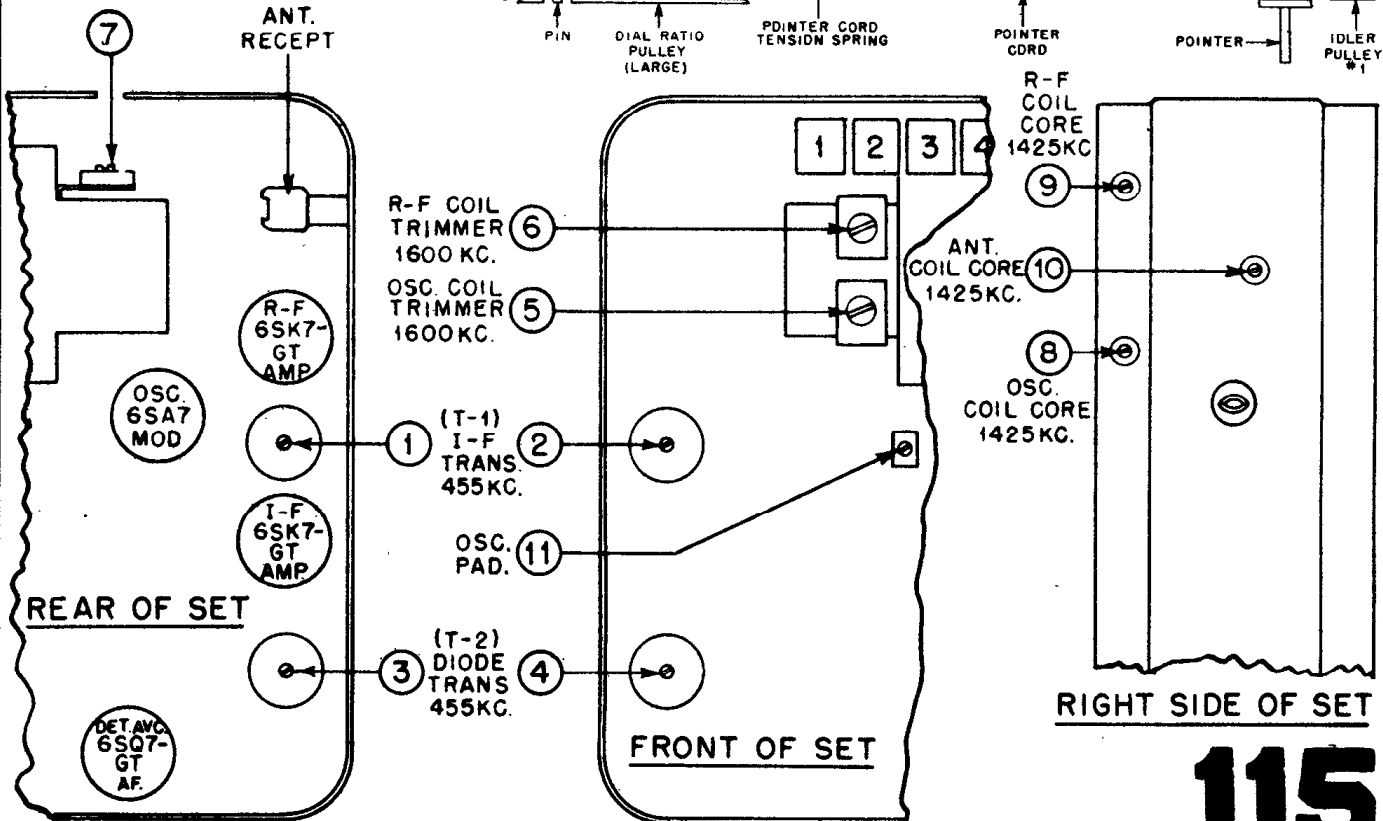 PIN
DIAL RATIO
PULLEY
(LARGE)
POINTER CORD
TENSION SPRING
POINTER
CORD
POINTER
IDLER
PULLEY
#1
7
ANT.
RECEPT
R-F
6SK7-
GT
AMP.
OSC.
6SA7
MOD
I-F
6SK7-
GT
AMP.
REAR OF SET
DET.AVC.
6SQ7-
GT
AF.
R-F COIL
TRIMMER
1600 KC.
6
OSC. COIL
TRIMMER
1600KC.
5
1
(T-1)
I-F
TRANS.
455KC.
2
OSC.
PAD.
11
3
(T-2)
DIODE
TRANS
455KC.
4
1 2 3 4
FRONT OF SET
R-F
COIL
CORE
1425KC
9
ANT.
COIL CORE
1425KC.
10
8
OSC.
COIL CORE
1425KC.
RIGHT SIDE OF SET
115